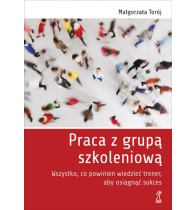 Małgorzata Torój
Praca z grupą
szkoleniową
Wszystko, co powinien wiedzieć trener,
aby osiągnąć sukces